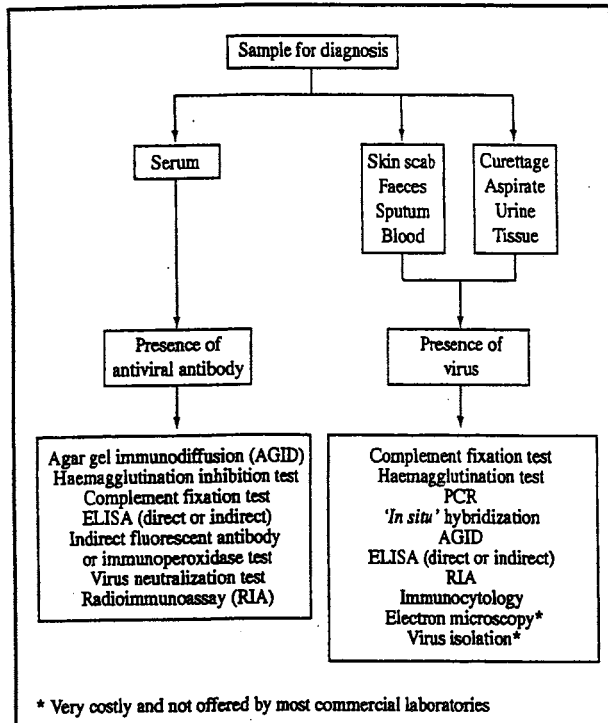 Sample for diagnosis
Serum
Skin scab
Faeces
Sputum
Blood
Curettage
Aspirate
Urine
Tissue
Presence of
antiviral antibody
Presence of
virus
Agar gel immunodiffusion (AGID)
Haemagglutination inhibition test
Complement fixation test
ELISA (direct or indirect)
Indirect fluorescent antibody
or immunoperoxidase test
Virus neutralization test
Radioimmunoassay (RIA)
Complement fixation test
Haemagglutination test
PCR
'In situ' hybridization
AGID
ELISA (direct or indirect)
RIA
Immunocytology
Electron microscopy*
Virus isolation*
* Very costly and not offered by most commercial laboratories